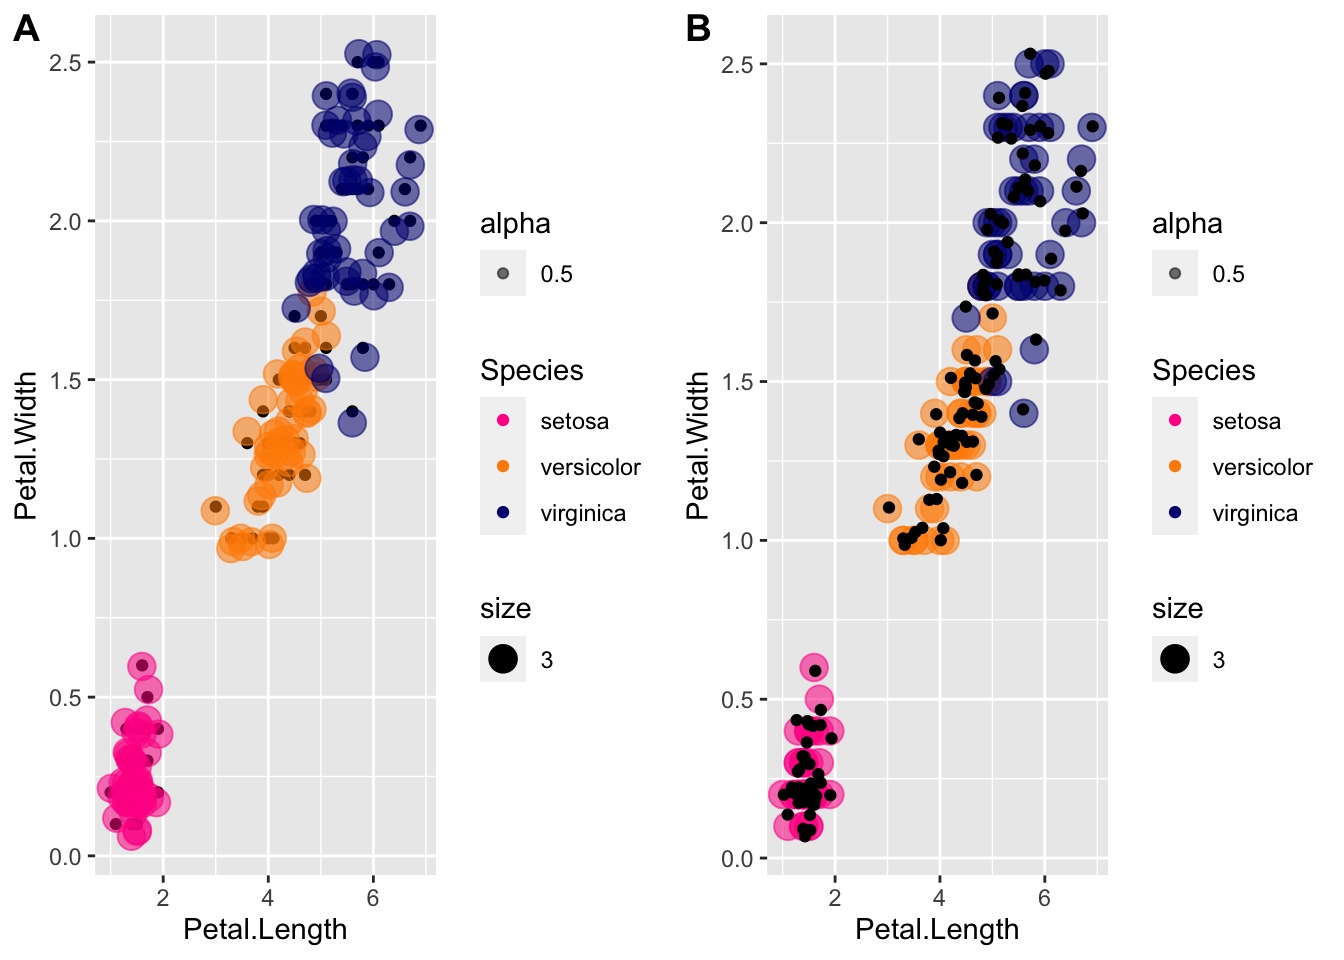 A
Petal.Width
2.5
2.0
1.5
1.0
0.5
0.0
2 4 6
Petal.Length
alpha
0.5
Species
setosa
versicolor
virginica
size
3
B
Petal.Width
2.5
2.0
1.5
1.0
0.5
0.0
2 4 6
Petal.Length
alpha
0.5
Species
setosa
versicolor
virginica
size
3